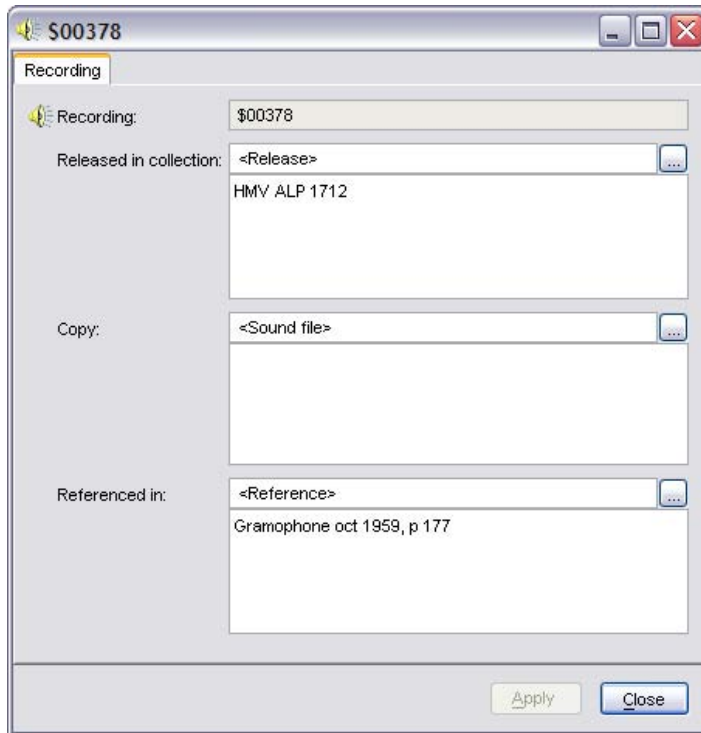 $00378
Recording
Recording: $00378
Released in collection: <Release> ...
HMV ALP 1712
Copy: <Sound file> ...
Referenced in: <Reference> ...
Gramophone oct 1959, p 177
Apply Close